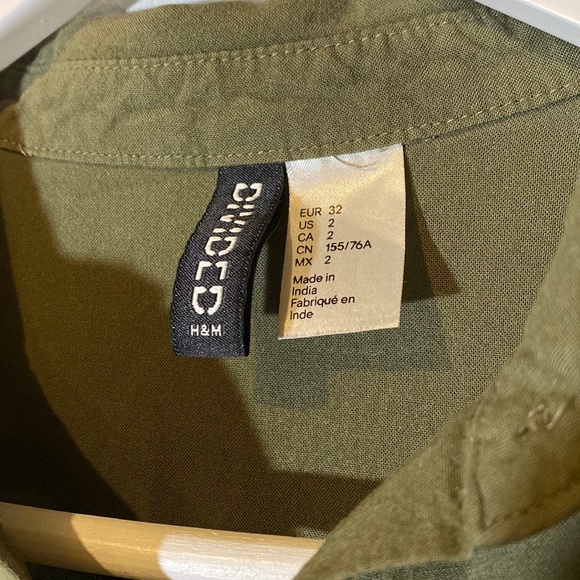 DIVIDED
H&M
EUR 32
US 2
CA 2
CN 155/76A
MX 2
Made in
India
Fabriqué en
Inde